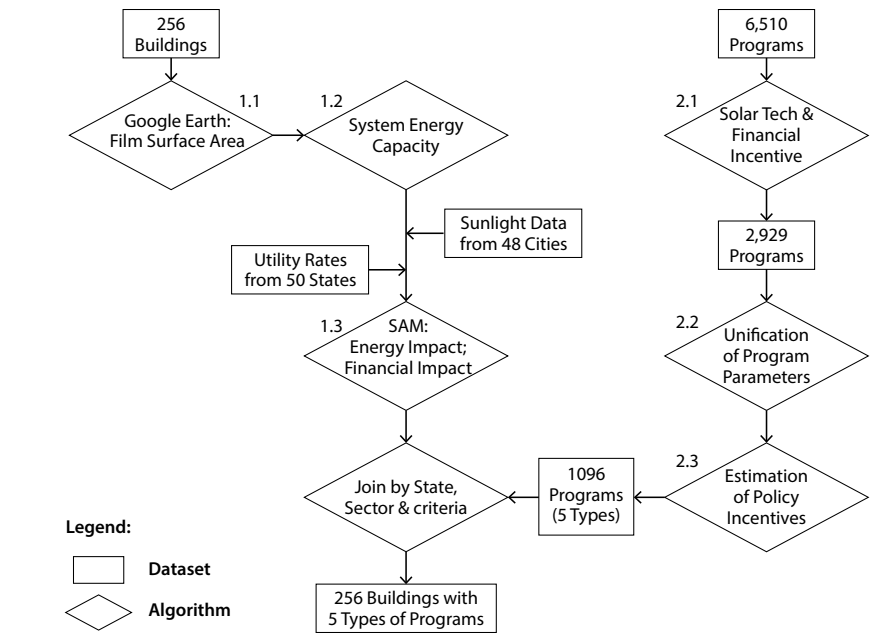 256
Buildings
1.1
Google Earth:
Film Surface Area
1.2
System Energy
Capacity
Sunlight Data
from 48 Cities
Utility Rates
from 50 States
1.3
SAM:
Energy Impact;
Financial Impact
Join by State,
Sector & criteria
256 Buildings with
5 Types of Programs
6,510
Programs
2.1
Solar Tech &
Financial
Incentive
2,929
Programs
2.2
Unification
of Program
Parameters
2.3
Estimation
of Policy
Incentives
1096
Programs
(5 Types)
Legend:
Dataset
Algorithm